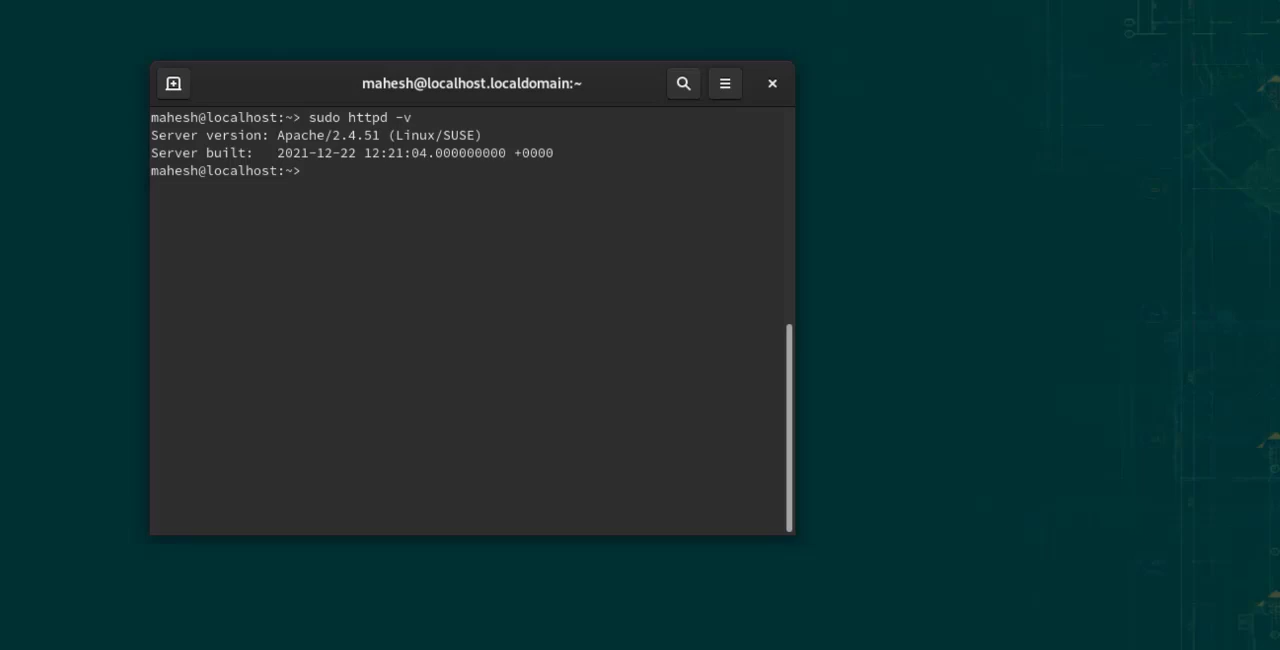 mahesh@localhost.localdomain:~
mahesh@localhost:~> sudo httpd -v
Server version: Apache/2.4.51 (Linux/SUSE)
Server built:   2021-12-22 12:21:04.000000000 +0000
mahesh@localhost:~>